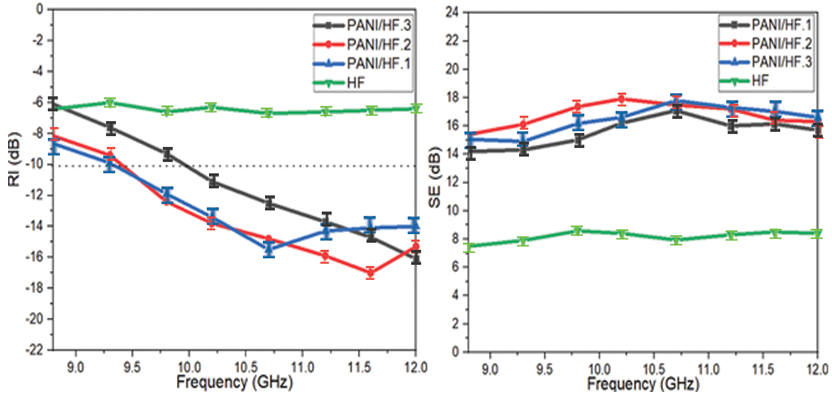 0
-2
-4
-6
-8
-10
-12
-14
-16
-18
-20
-22
RI (dB)
PANI/HF.3
PANI/HF.2
PANI/HF.1
HF
9.0 9.5 10.0 10.5 11.0 11.5 12.0
Frequency (GHz)
24
22
20
18
16
14
12
10
8
6
4
2
0
SE (dB)
PANI/HF.1
PANI/HF.2
PANI/HF.3
HF
9.0 9.5 10.0 10.5 11.0 11.5 12.0
Frequency (GHz)